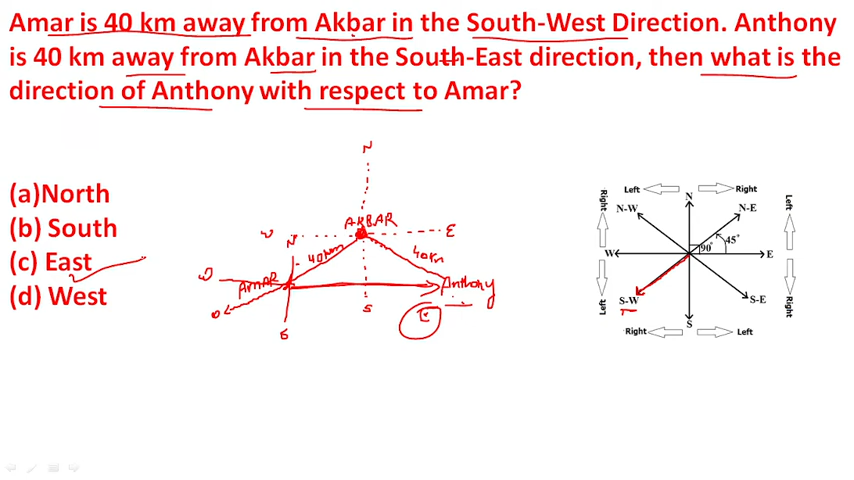 Amar is 40 km away from Akbar in the South-West Direction. Anthony
is 40 km away from Akbar in the South-East direction, then what is the
direction of Anthony with respect to Amar?
N
(a)North
(b) South
(c) East
(d) West
AKBAR
W
E
N
40km
40km
AMAR
Anthony
S
E
S
Left
Right
N
N-W
N-E
Right
Left
90°
45°
W
E
S-W
S-E
Left
Right
S
Right
Left